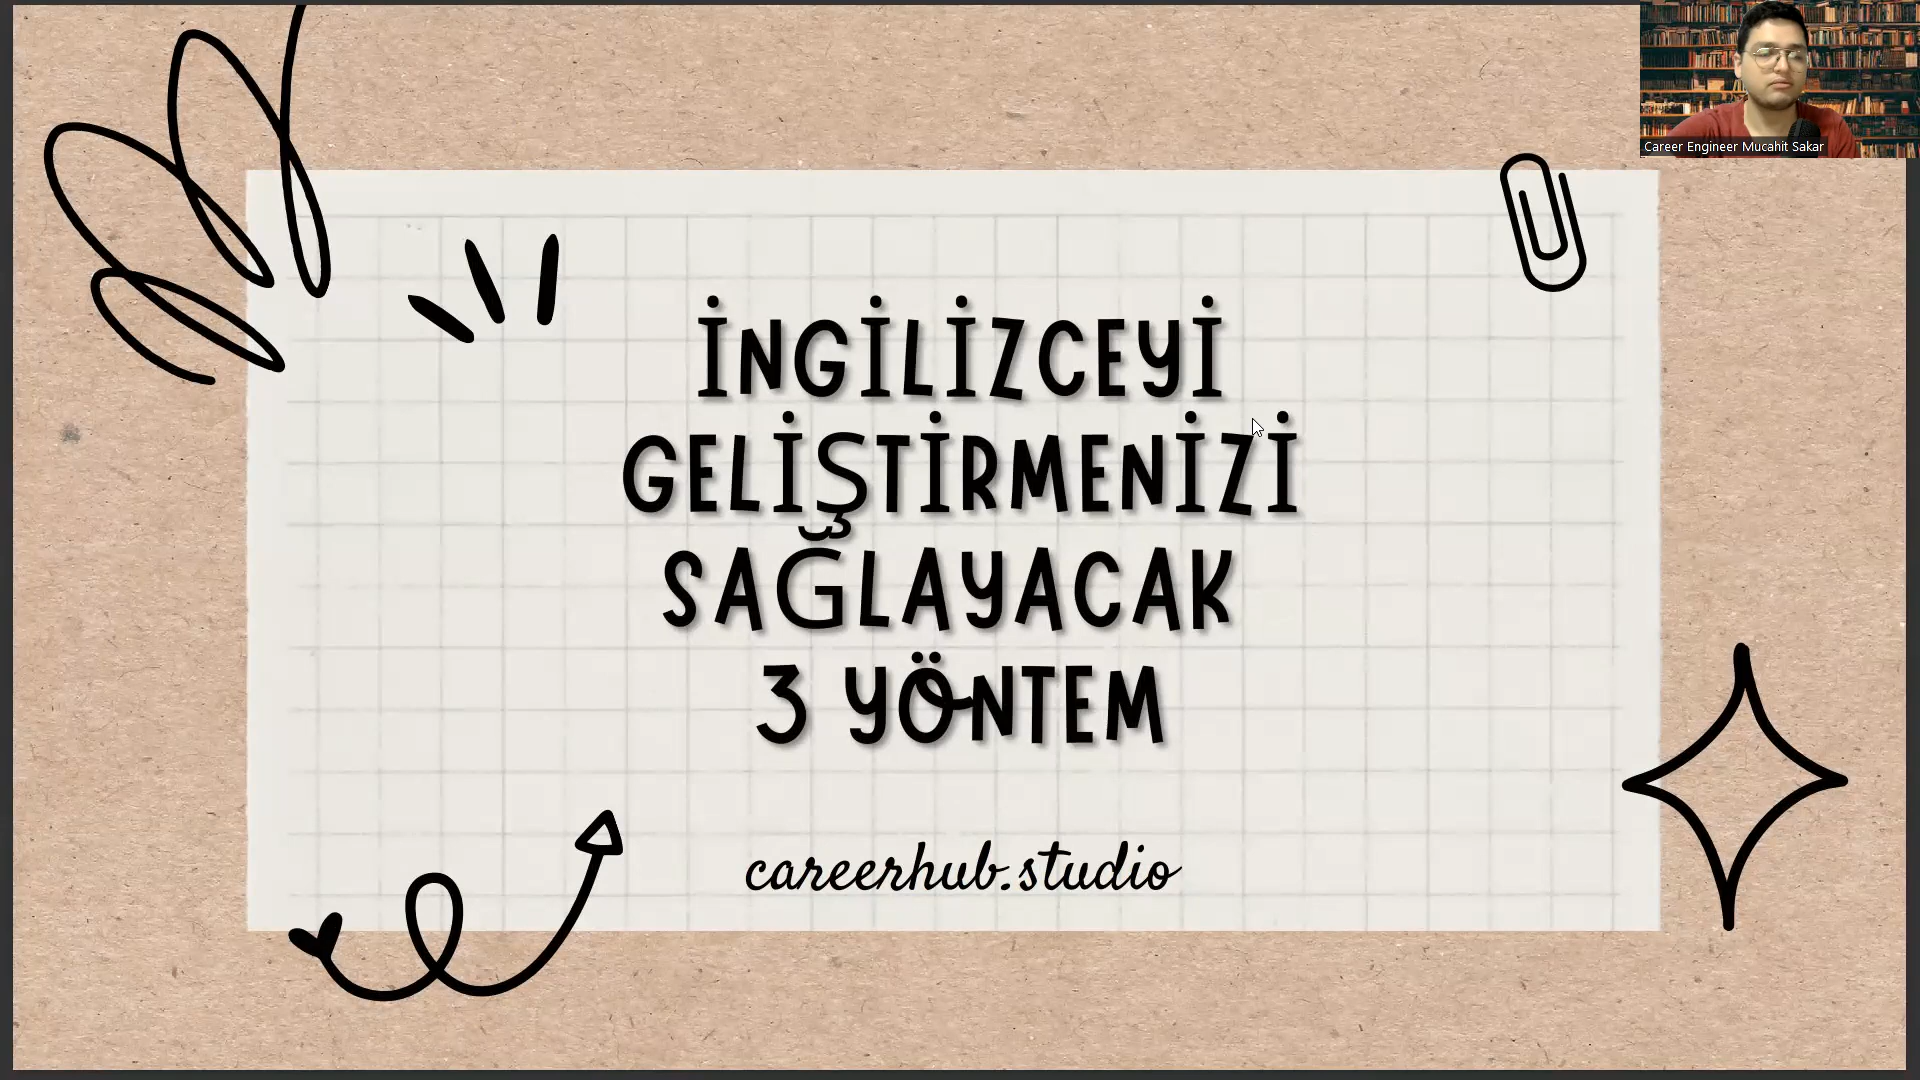 Career Engineer Mucahit Sakar
İNGİLİZCEYİ
GELİŞTİRMENİZİ
SAĞLAYACAK
3 YÖNTEM
careerhub.studio